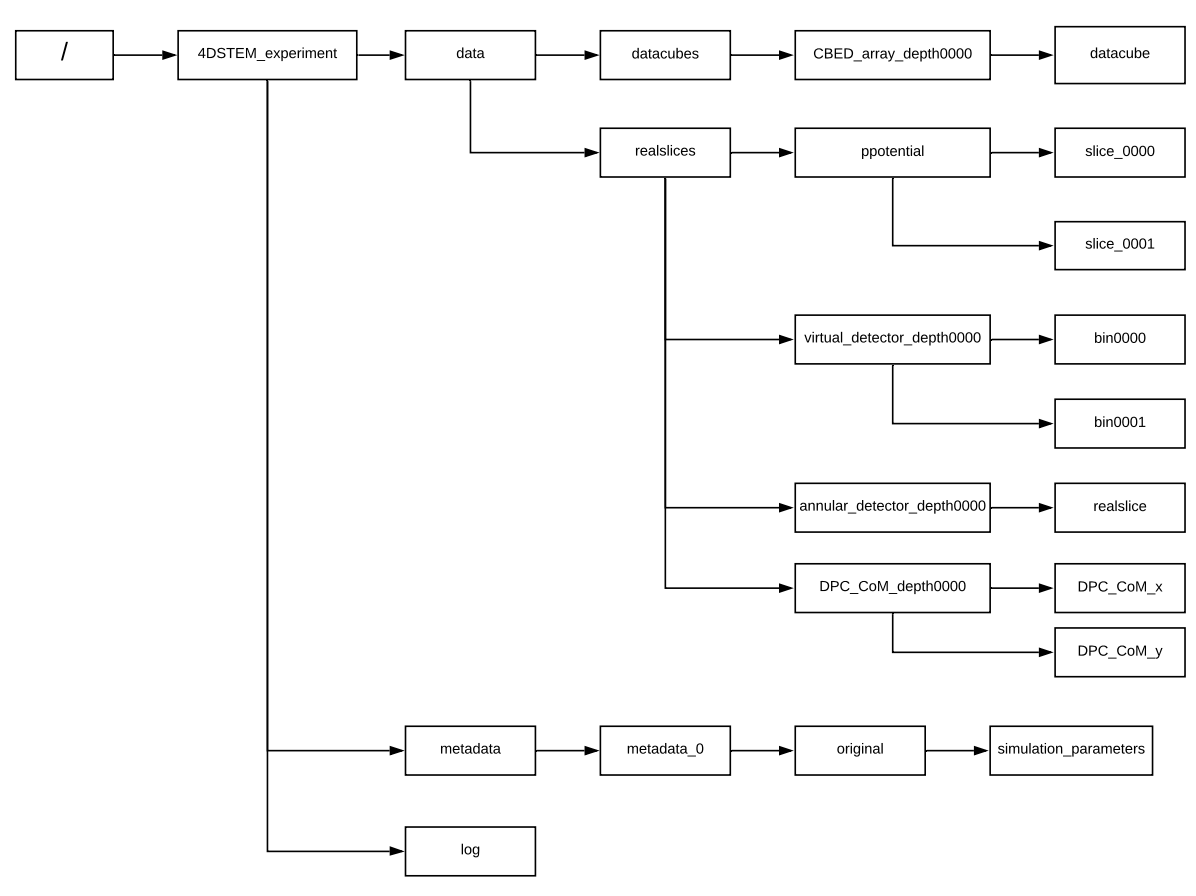 /
4DSTEM_experiment
data
datacubes
CBED_array_depth0000
datacube
realslices
ppotential
slice_0000
slice_0001
virtual_detector_depth0000
bin0000
bin0001
annular_detector_depth0000
realslice
DPC_CoM_depth0000
DPC_CoM_x
DPC_CoM_y
metadata
metadata_0
original
simulation_parameters
log